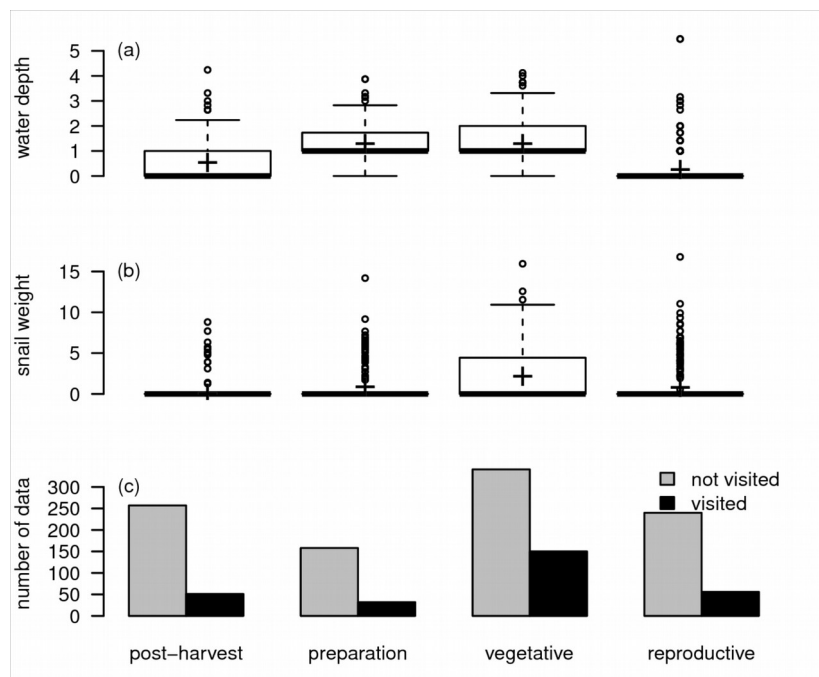 (a)
water depth
5
4
3
2
1
0
(b)
snail weight
15
10
5
0
(c)
number of data
300
250
200
150
100
50
0
not visited
visited
post−harvest preparation vegetative reproductive